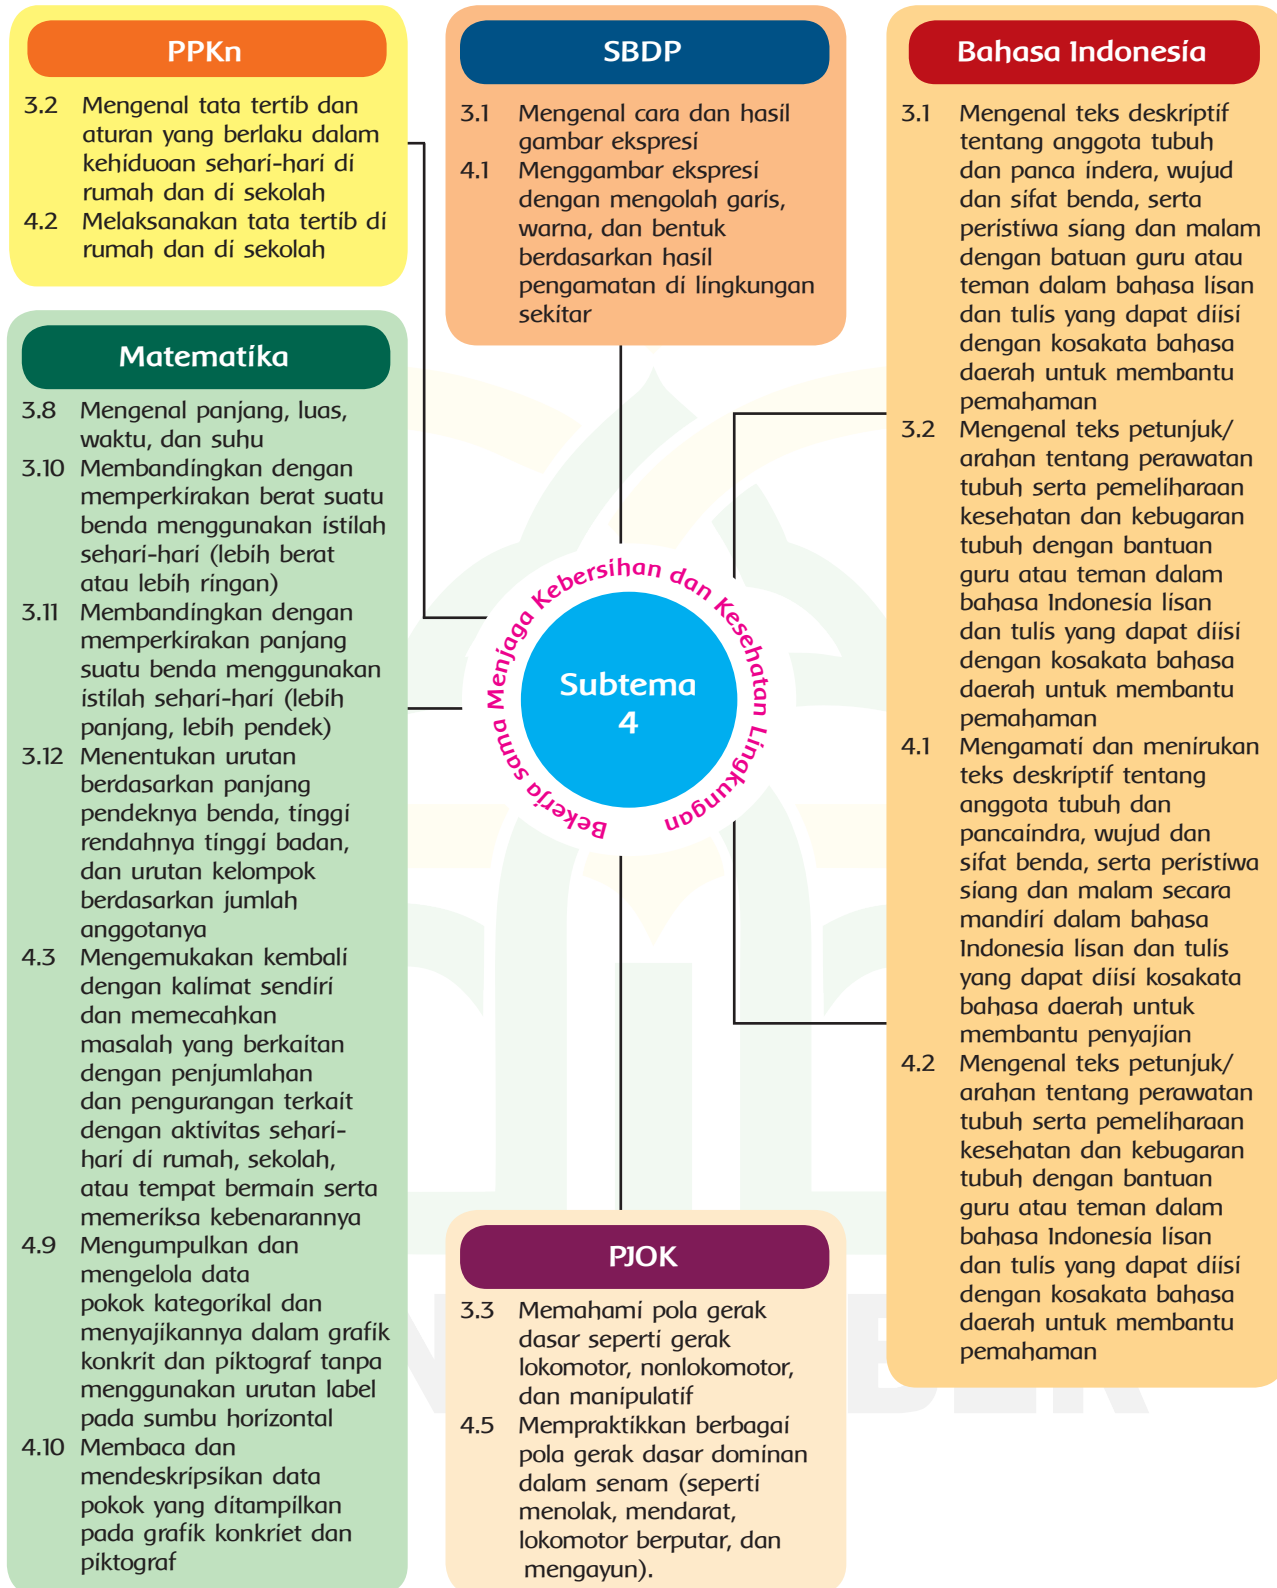 PPKn
3.2 Mengenal tata tertib dan
aturan yang berlaku dalam
kehiduoan sehari-hari di
rumah dan di sekolah
4.2 Melaksanakan tata tertib di
rumah dan di sekolah
SBDP
3.1 Mengenal cara dan hasil
gambar ekspresi
4.1 Menggambar ekspresi
dengan mengolah garis,
warna, dan bentuk
berdasarkan hasil
pengamatan di lingkungan
sekitar
Bahasa Indonesia
3.1 Mengenal teks deskriptif
tentang anggota tubuh
dan panca indera, wujud
dan sifat benda, serta
peristiwa siang dan malam
dengan batuan guru atau
teman dalam bahasa lisan
dan tulis yang dapat diisi
dengan kosakata bahasa
daerah untuk membantu
pemahaman
3.2 Mengenal teks petunjuk/
arahan tentang perawatan
tubuh serta pemeliharaan
kesehatan dan kebugaran
tubuh dengan bantuan
guru atau teman dalam
bahasa Indonesia lisan
dan tulis yang dapat diisi
dengan kosakata bahasa
daerah untuk membantu
pemahaman
4.1 Mengamati dan menirukan
teks deskriptif tentang
anggota tubuh dan
pancaindra, wujud dan
sifat benda, serta peristiwa
siang dan malam secara
mandiri dalam bahasa
Indonesia lisan dan tulis
yang dapat diisi kosakata
bahasa daerah untuk
membantu penyajian
4.2 Mengenal teks petunjuk/
arahan tentang perawatan
tubuh serta pemeliharaan
kesehatan dan kebugaran
tubuh dengan bantuan
guru atau teman dalam
bahasa Indonesia lisan
dan tulis yang dapat diisi
dengan kosakata bahasa
daerah untuk membantu
pemahaman
Matematika
3.8 Mengenal panjang, luas,
waktu, dan suhu
3.10 Membandingkan dengan
memperkirakan berat suatu
benda menggunakan istilah
sehari-hari (lebih berat
atau lebih ringan)
3.11 Membandingkan dengan
memperkirakan panjang
suatu benda menggunakan
istilah sehari-hari (lebih
panjang, lebih pendek)
3.12 Menentukan urutan
berdasarkan panjang
pendeknya benda, tinggi
rendahnya tinggi badan,
dan urutan kelompok
berdasarkan jumlah
anggotanya
4.3 Mengemukakan kembali
dengan kalimat sendiri
dan memecahkan
masalah yang berkaitan
dengan penjumlahan
dan pengurangan terkait
dengan aktivitas sehari-
hari di rumah, sekolah,
atau tempat bermain serta
memeriksa kebenarannya
4.9 Mengumpulkan dan
mengelola data
pokok kategorikal dan
menyajikannya dalam grafik
konkrit dan piktograf tanpa
menggunakan urutan label
pada sumbu horizontal
4.10 Membaca dan
mendeskripsikan data
pokok yang ditampilkan
pada grafik konkriet dan
piktograf
Bekerja sama Menjaga Kebersihan dan Kesehatan Lingkungan
Subtema
4
PJOK
3.3 Memahami pola gerak
dasar seperti gerak
lokomotor, nonlokomotor,
dan manipulatif
4.5 Mempraktikkan berbagai
pola gerak dasar dominan
dalam senam (seperti
menolak, mendarat,
lokomotor berputar, dan
mengayun).